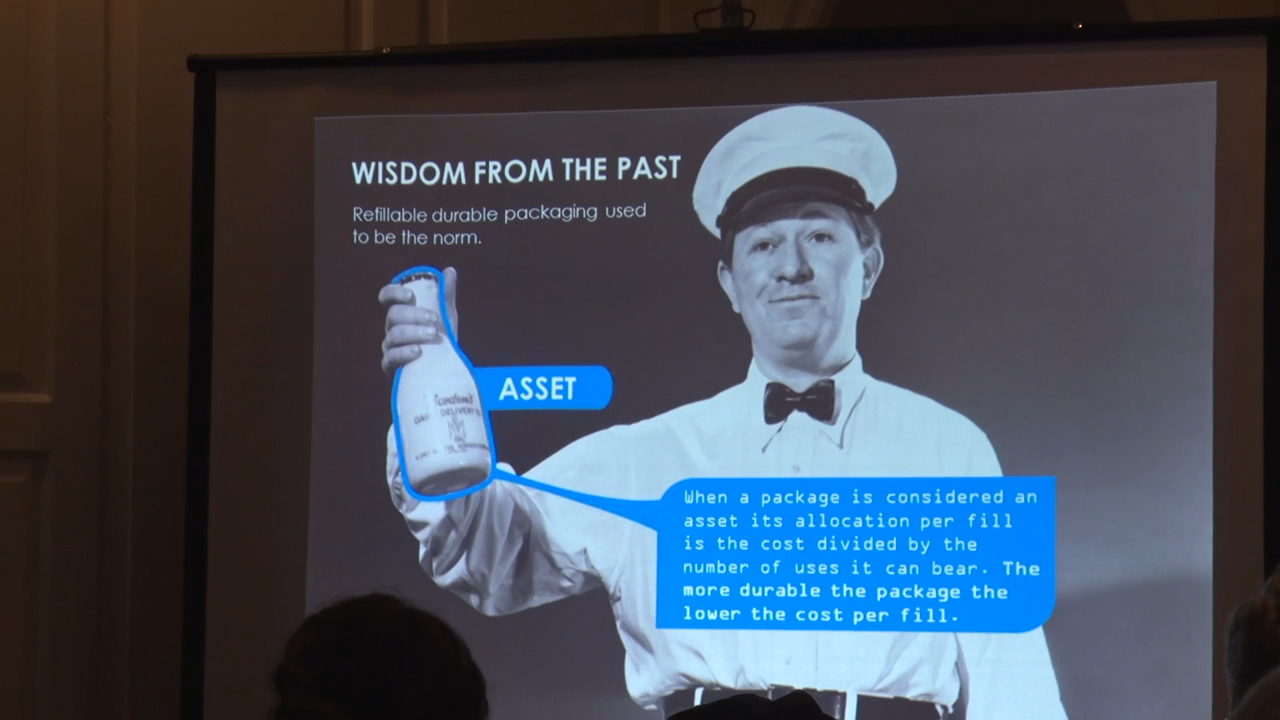 WISDOM FROM THE PAST
Refillable durable packaging used
to be the norm.
ASSET
DELIVERY
When a package is considered an
asset its allocation per fill
is the cost divided by the
number of uses it can bear. The
more durable the package the
lower the cost per fill.